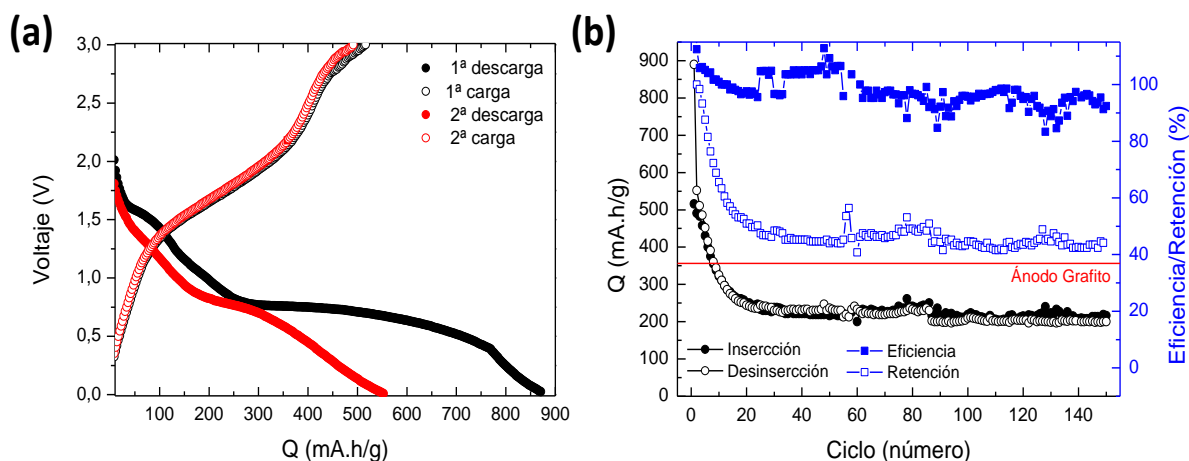 (a)
3,0
2,5
2,0
1,5
1,0
0,5
0,0
Voltaje (V)
1ª descarga
1ª carga
2ª descarga
2ª carga
100 200 300 400 500 600 700 800 900
Q (mA.h/g)
(b)
900
800
700
600
500
400
300
200
100
0
Q (mA.h/g)
Ánodo Grafito
Insercción
Desinsercción
Eficiencia
Retención
0 20 40 60 80 100 120 140
Ciclo (número)
100
80
60
40
20
0
Eficiencia/Retención (%)